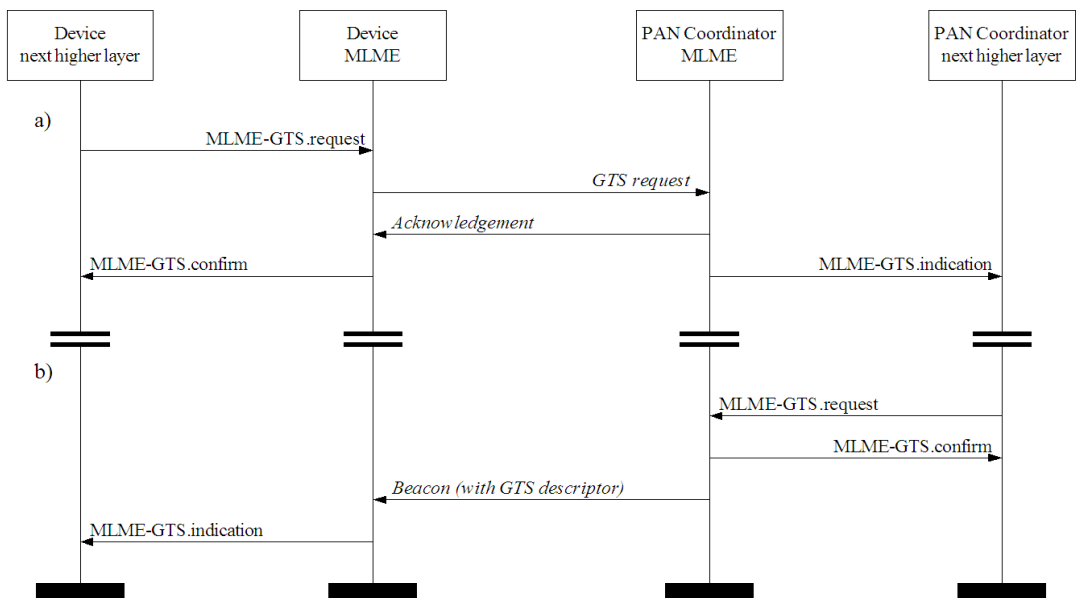 Device
next higher layer
Device
MLME
PAN Coordinator
MLME
PAN Coordinator
next higher layer
a)
MLME-GTS.request
GTS request
Acknowledgement
MLME-GTS.confirm
MLME-GTS.indication
b)
MLME-GTS.request
MLME-GTS.confirm
Beacon (with GTS descriptor)
MLME-GTS.indication